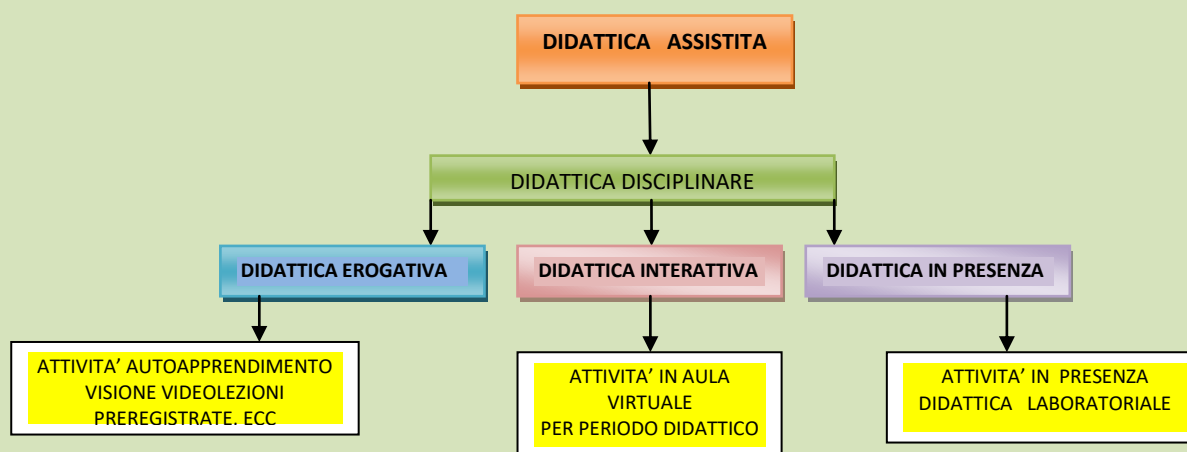 DIDATTICA ASSISTITA
DIDATTICA DISCIPLINARE
DIDATTICA EROGATIVA
DIDATTICA INTERATTIVA
DIDATTICA IN PRESENZA
ATTIVITA’ AUTOAPPRENDIMENTO
VISIONE VIDEOLEZIONI
PREREGISTRATE. ECC
ATTIVITA’ IN AULA
VIRTUALE
PER PERIODO DIDATTICO
ATTIVITA’ IN PRESENZA
DIDATTICA LABORATORIALE